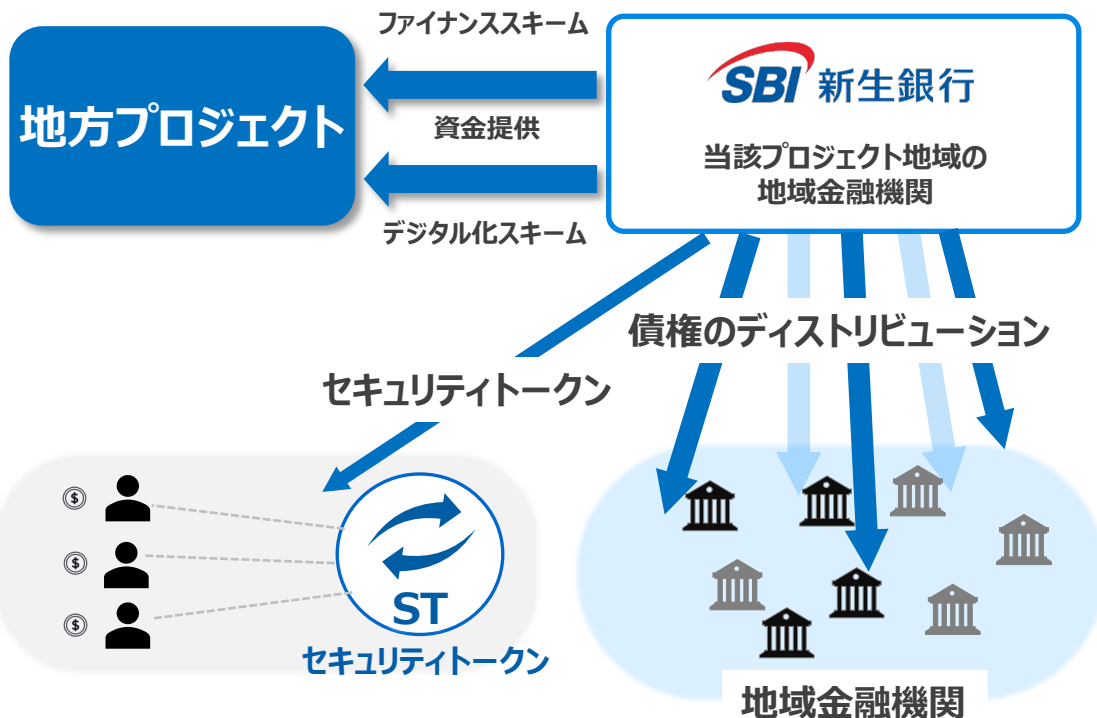 ファイナンススキーム
地方プロジェクト
資金提供
デジタル化スキーム
SBI 新生銀行
当該プロジェクト地域の
地域金融機関
債権のディストリビューション
セキュリティトークン
$
$
$
ST
セキュリティトークン
地域金融機関